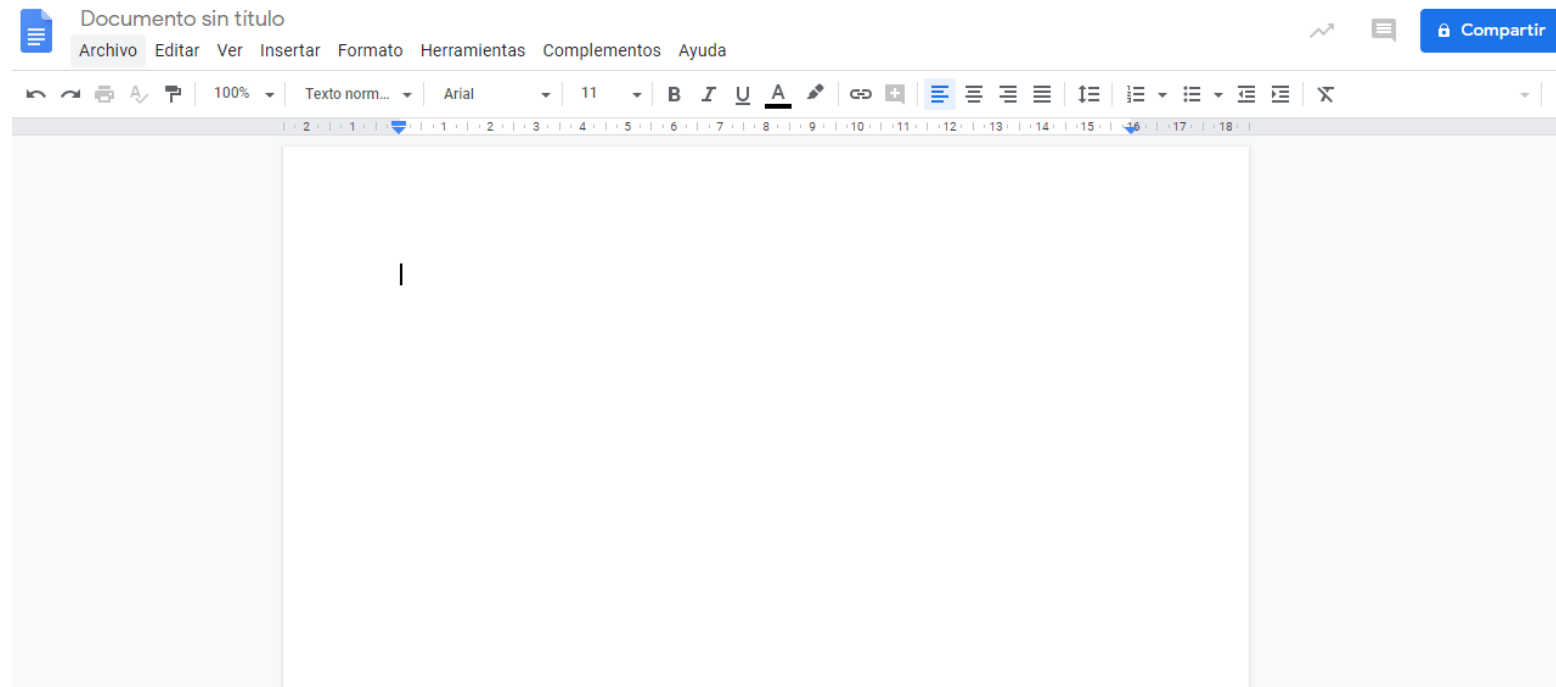 Documento sin título
Archivo Editar Ver Insertar Formato Herramientas Complementos Ayuda
Compartir
100% Texto norm... Arial 11 B I U A
2 1 1 2 3 4 5 6 7 8 9 10 11 12 13 14 15 16 17 18